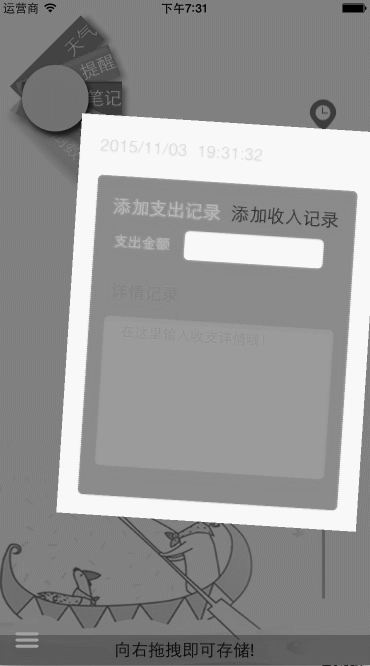 运营商 下午7:31
天气
提醒
笔记
2015/11/03 19:31:32
添加支出记录 添加收入记录
支出金额
详情记录
在这里输入收支详情哦！
向右拖拽即可存储!